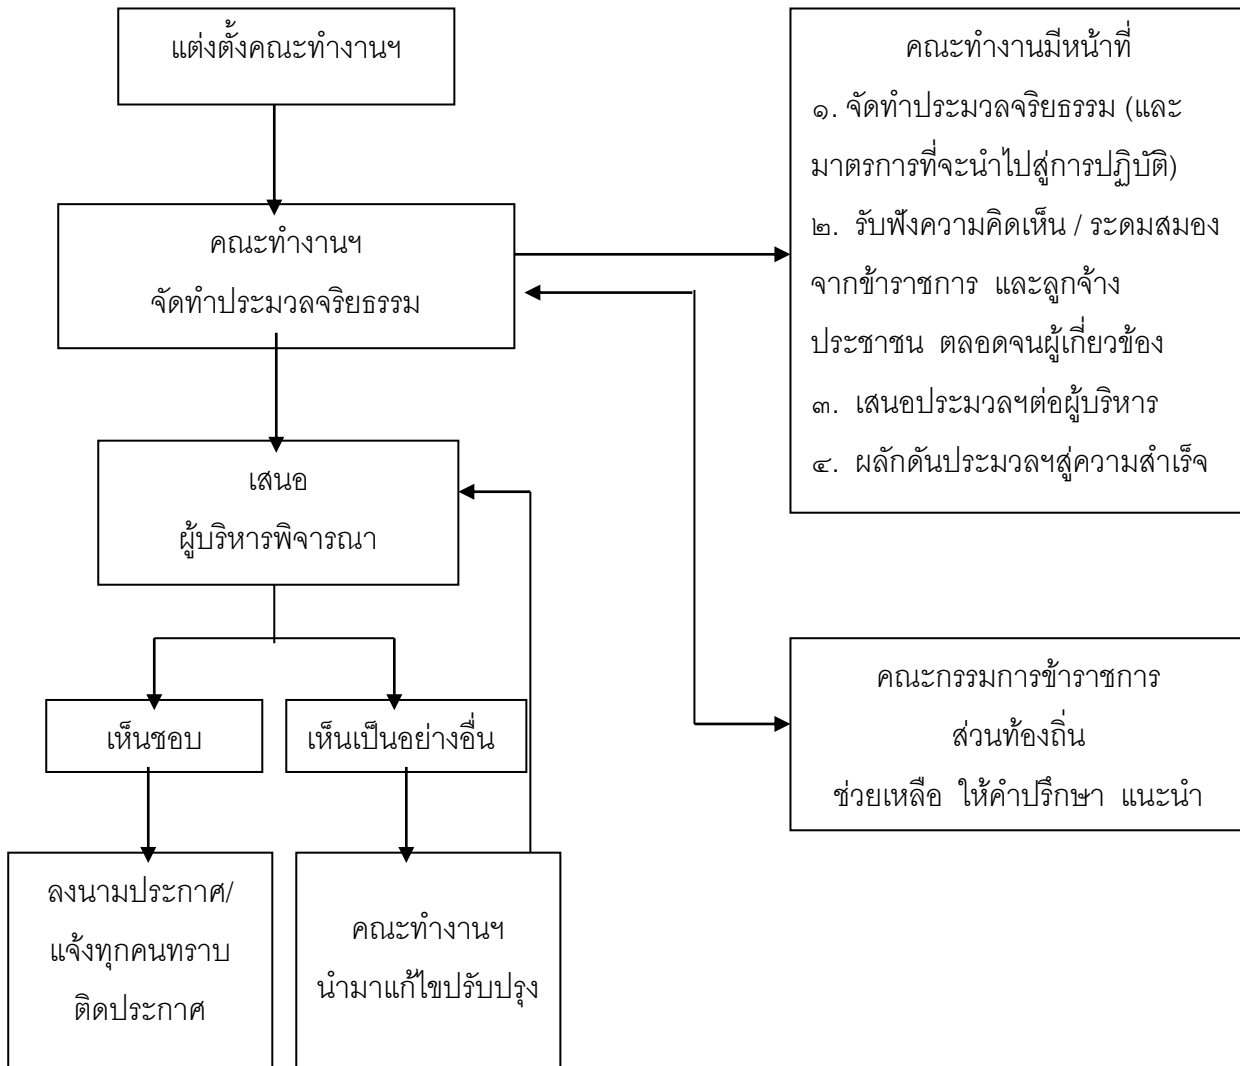 แต่งตั้งคณะทำงานฯ
คณะทำงานฯ
จัดทำประมวลจริยธรรม
เสนอ
ผู้บริหารพิจารณา
เห็นชอบ
เห็นเป็นอย่างอื่น
ลงนามประกาศ/
แจ้งทุกคนทราบ
ติดประกาศ
คณะทำงานฯ
นำมาแก้ไขปรับปรุง
คณะทำงานมีหน้าที่
๑. จัดทำประมวลจริยธรรม (และ
มาตรการที่จะนำไปสู่การปฏิบัติ)
๒. รับฟังความคิดเห็น / ระดมสมอง
จากข้าราชการ และลูกจ้าง
ประชาชน ตลอดจนผู้เกี่ยวข้อง
๓. เสนอประมวลฯต่อผู้บริหาร
๔. ผลักดันประมวลฯสู่ความสำเร็จ
คณะกรรมการข้าราชการ
ส่วนท้องถิ่น
ช่วยเหลือ ให้คำปรึกษา แนะนำ